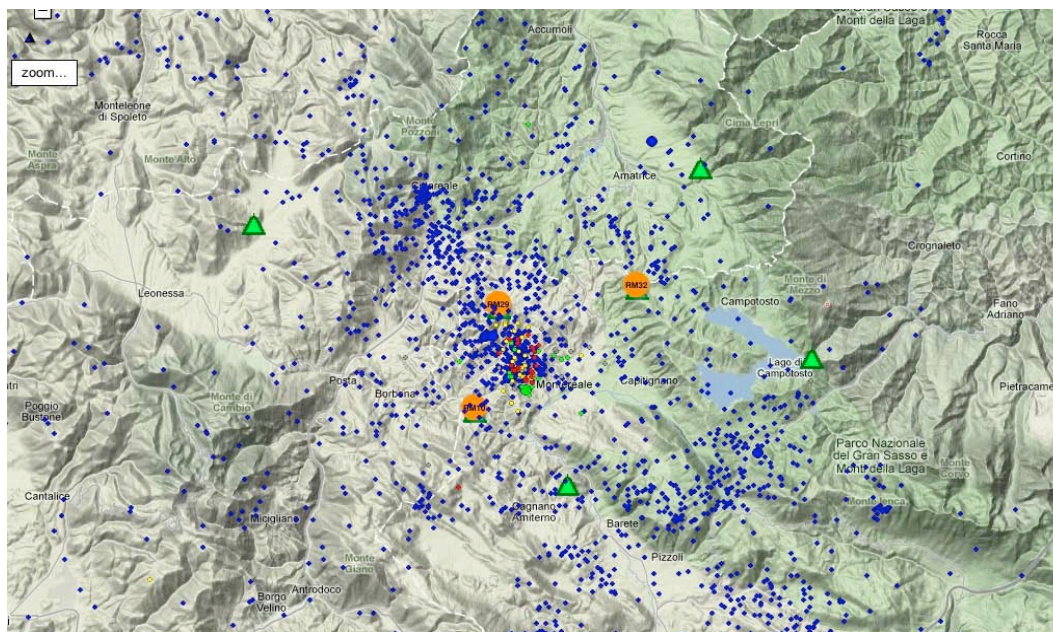 Accumoli
Monti della Laga
Rocca
Santa Maria
zoom...
Monteleone
di Spoleto
Monte
Pozzoni
Cima Lepri
Monte
Aspra
Monte Alto
Cortino
Amatrice
Crognaleto
Leonessa
RM32
Monte di
Mezzo
RM29
Campotosto
Fano
Adriano
Lago di
Campotosto
Posta
Montereale
Capitignano
Borbona
Pietracame
Poggio
Bustone
Monte di
Cambio
RM10
Parco Nazionale
del Gran Sasso e
Monti della Laga
Monte
Corvo
Cantalice
Monte Jenca
Cagnano
Amiterno
Micigliano
Barete
Pizzoli
Monte
Giano
Antrodoco
Borgo
Velino